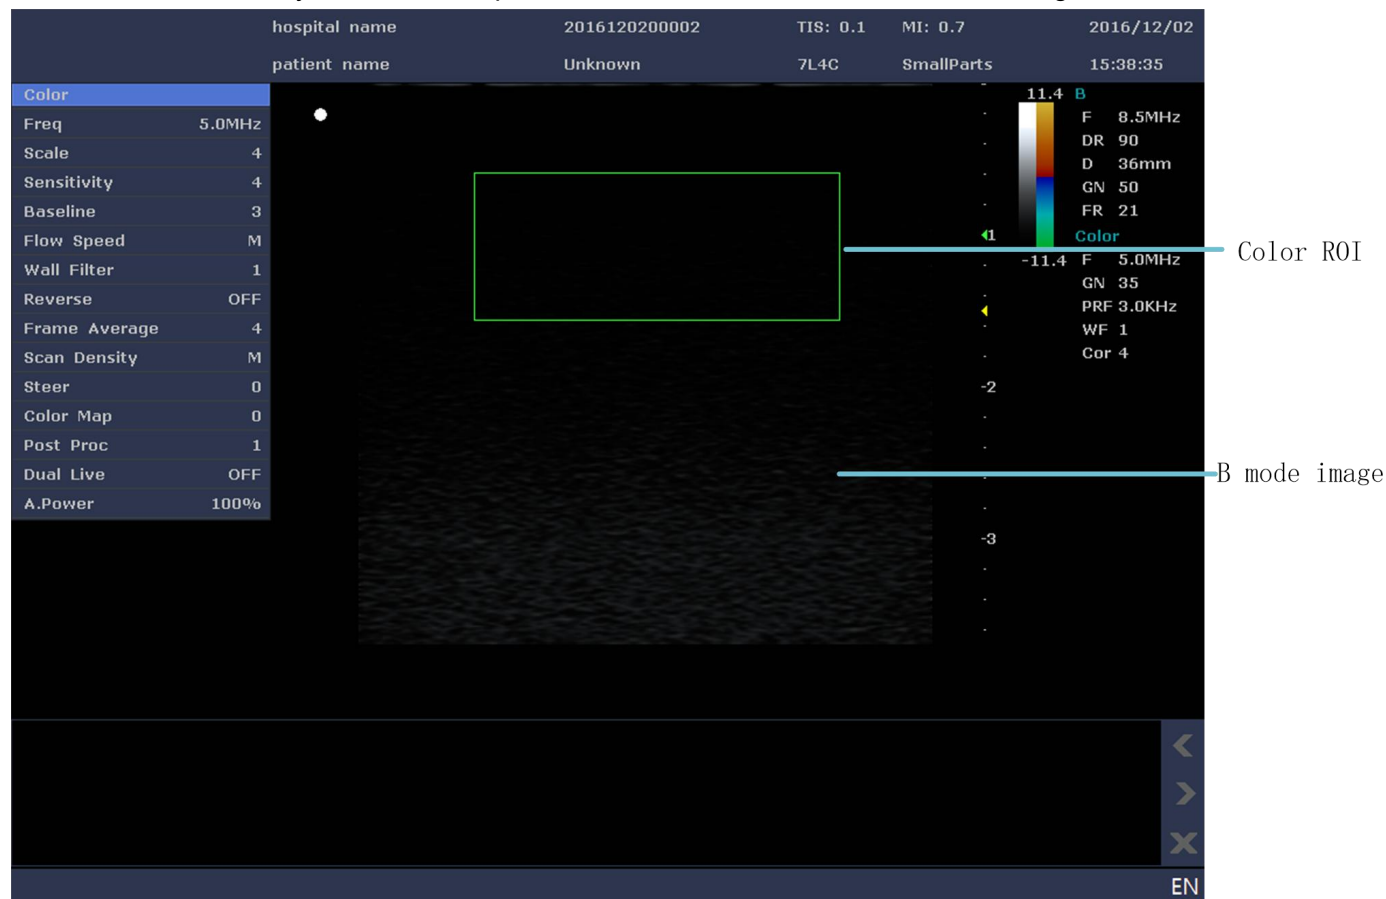 hospital name 2016120200002 TIS: 0.1 MI: 0.7 2016/12/02
patient name Unknown 7L4C SmallParts 15:38:35
Color
Freq 5.0MHz
Scale 4
Sensitivity 4
Baseline 3
Flow Speed M
Wall Filter 1
Reverse OFF
Frame Average 4
Scan Density M
Steer 0
Color Map 0
Post Proc 1
Dual Live OFF
A.Power 100%
1
-2
-3
11.4
-11.4
B
F 8.5MHz
DR 90
D 36mm
GN 50
FR 21
Color
F 5.0MHz
GN 35
PRF 3.0KHz
WF 1
Cor 4
Color ROI
B mode image
EN